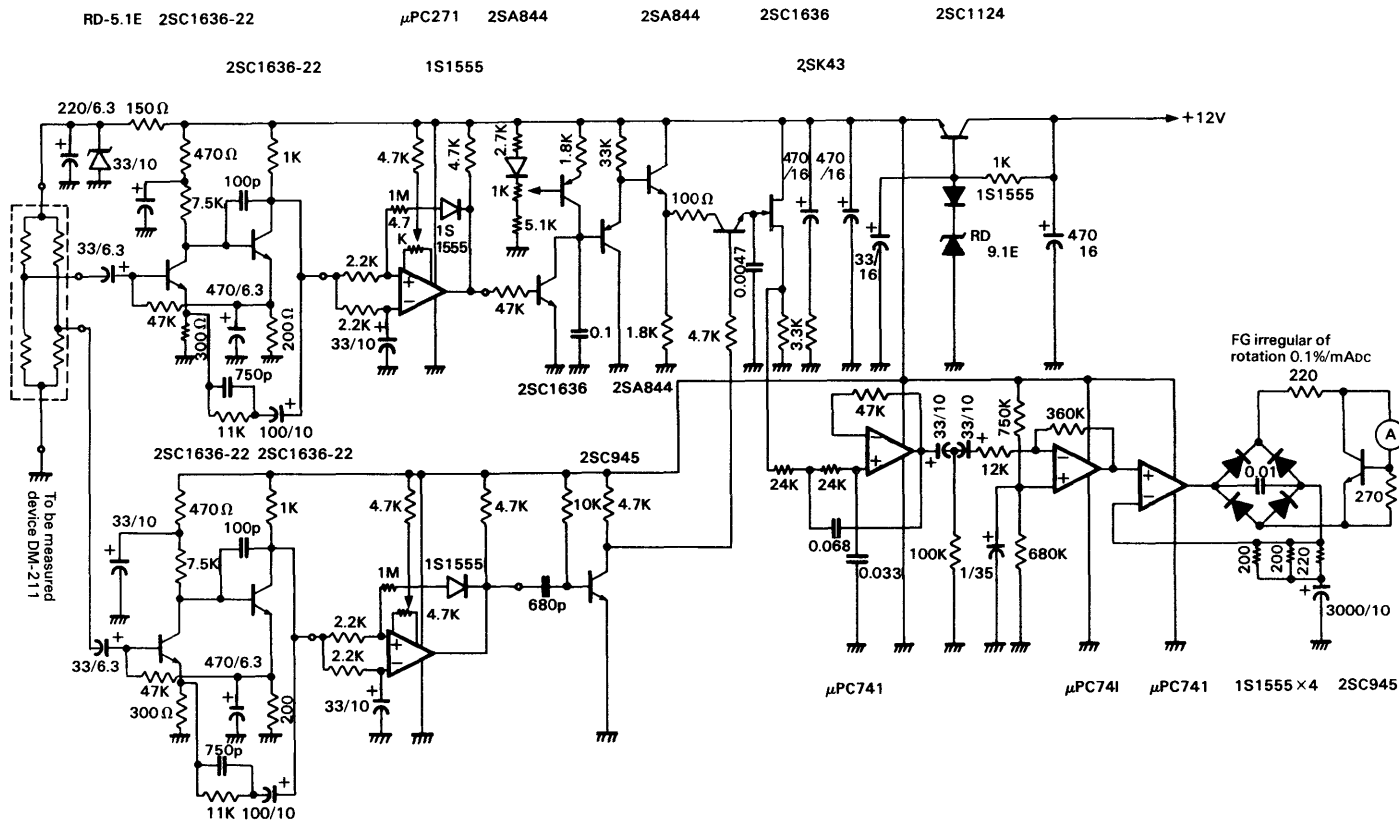 RD-5.1E 2SC1636-22 μPC271 2SA844 2SA844 2SC1636 2SC1124
2SC1636-22 1S1555 2SK43
220/6.3 150Ω
+12V
33/10 470Ω 1K 4.7K 4.7K 2.7K 1.8K 33K
470/16 470/16 1K
1S1555
100p 7.5K
1M 4.7K 1S1555 1K 5.1K
100Ω
RD 9.1E
33/16
470 16
33/6.3
2.2K
0.0047
47K 470/6.3 2.2K 47K
300Ω 200Ω 33/10 0.1 1.8K 4.7K 3.3K
FG irregular of
rotation 0.1%/mADC
750p
2SC1636 2SA844
220
11K 100/10
47K 33/10 33/10 750K 360K
A
2SC1636-22 2SC1636-22
2SC945
+ −
24K 24K 12K
0.01
270
To be measured
device DM-211
470Ω 1K 4.7K 4.7K 10K 4.7K
33/10 100p
7.5K
0.068
100K 680K
200 200 220
1M 1S1555
0.033 1/35
3000/10
4.7K 680p
2.2K
33/6.3 470/6.3 2.2K
47K
μPC741 μPC74I μPC741 1S1555×4 2SC945
300Ω 200 33/10
750p
11K 100/10